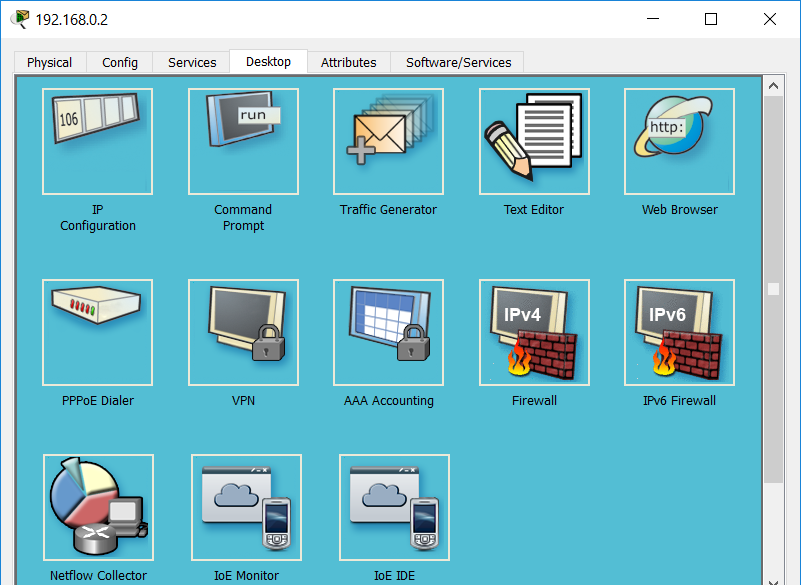 192.168.0.2
Physical
Config
Services
Desktop
Attributes
Software/Services
106
run
http:
IP
Configuration
Command
Prompt
Traffic Generator
Text Editor
Web Browser
IPv4
IPv6
PPPoE Dialer
VPN
AAA Accounting
Firewall
IPv6 Firewall
Netflow Collector
IoE Monitor
IoE IDE